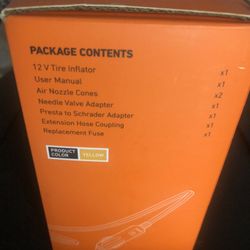 PACKAGE CONTENTS
12 V Tire Inflator x1
User Manual x1
Air Nozzle Cones x2
Needle Valve Adapter x1
Presta to Schrader Adapter x1
Extension Hose Coupling x1
Replacement Fuse x1
PRODUCT COLOR YELLOW